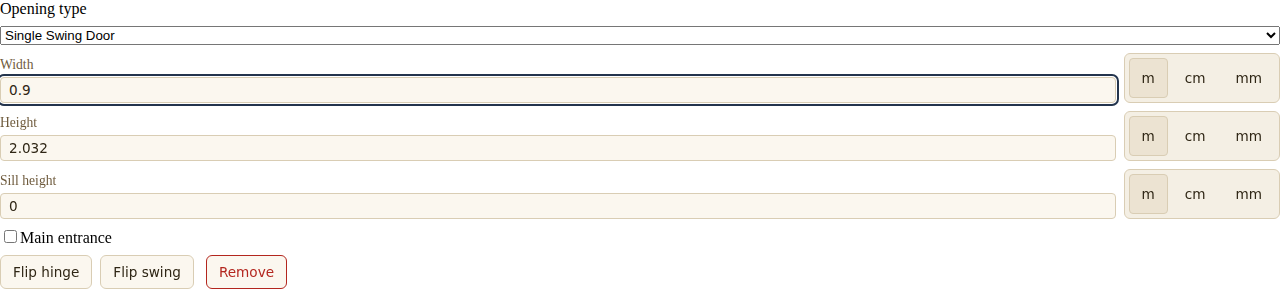 Opening type
Single Swing Door
Width
0.9
m cm mm
Height
2.032
m cm mm
Sill height
0
m cm mm
Main entrance
Flip hinge Flip swing Remove